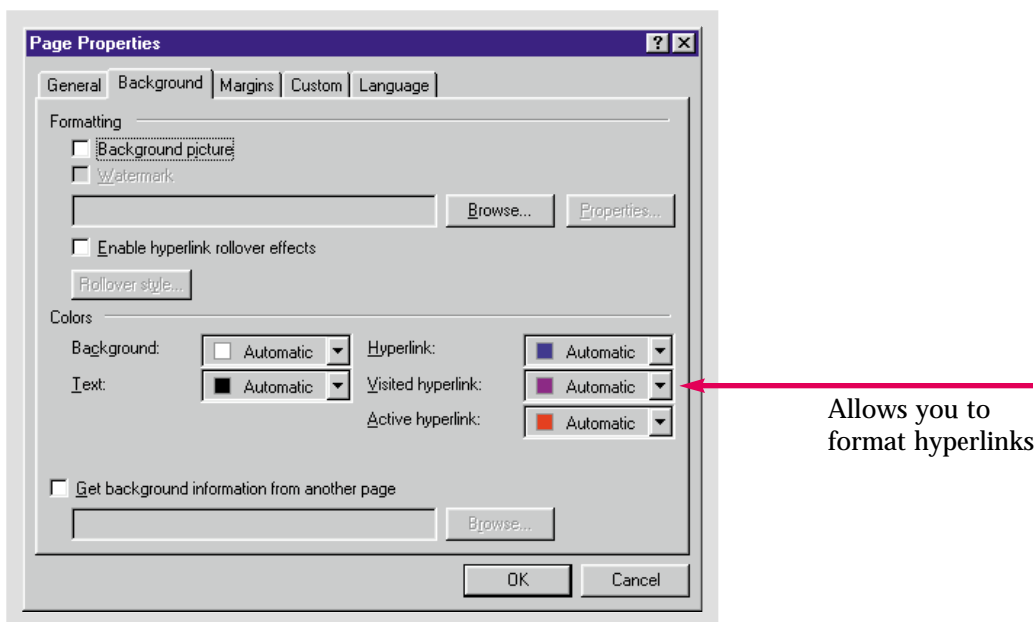 Page Properties
General Background Margins Custom Language
Formatting
Background picture
Watermark
Browse... Properties...
Enable hyperlink rollover effects
Rollover style...
Colors
Background: Automatic Hyperlink: Automatic
Text: Automatic Visited hyperlink: Automatic
Active hyperlink: Automatic
Allows you to
format hyperlinks
Get background information from another page
Browse...
OK Cancel